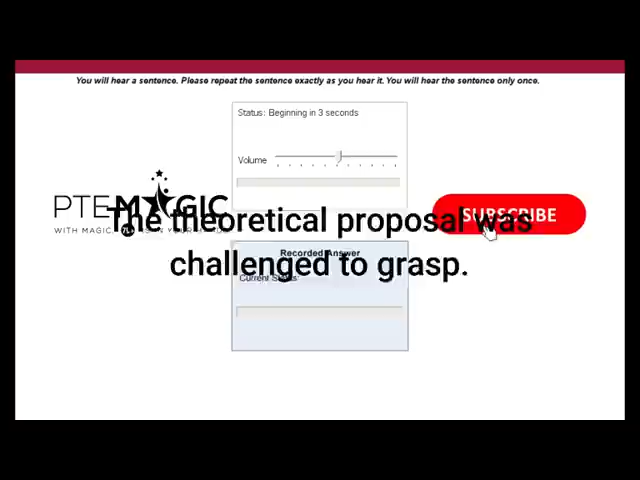 You will hear a sentence. Please repeat the sentence exactly as you hear it. You will hear the sentence only once.
Status: Beginning in 3 seconds
Volume
PTE MAGIC
WITH MAGIC
SUBSCRIBE
The theoretical proposal was
challenged to grasp.
Recorded Answer
Current Status: